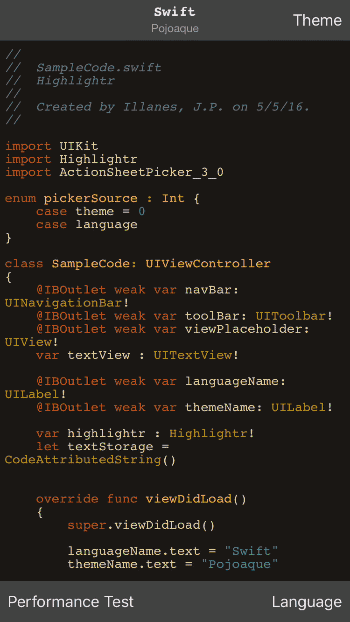 Swift
Pojoaque
Theme
//
//  SampleCode.swift
//  Highlightr
//
//  Created by Illanes, J.P. on 5/5/16.
//
import UIKit
import Highlightr
import ActionSheetPicker_3_0
enum pickerSource : Int {
    case theme = 0
    case language
}
class SampleCode: UIViewController
{
    @IBOutlet weak var navBar:
UINavigationBar!
    @IBOutlet weak var toolBar: UIToolbar!
    @IBOutlet weak var viewPlaceholder:
UIView!
    var textView : UITextView!
    @IBOutlet weak var languageName:
UILabel!
    @IBOutlet weak var themeName: UILabel!
    var highlightr : Highlightr!
    let textStorage =
CodeAttributedString()
    override func viewDidLoad()
    {
        super.viewDidLoad()
        languageName.text = "Swift"
        themeName.text = "Pojoaque"
Performance Test
Language